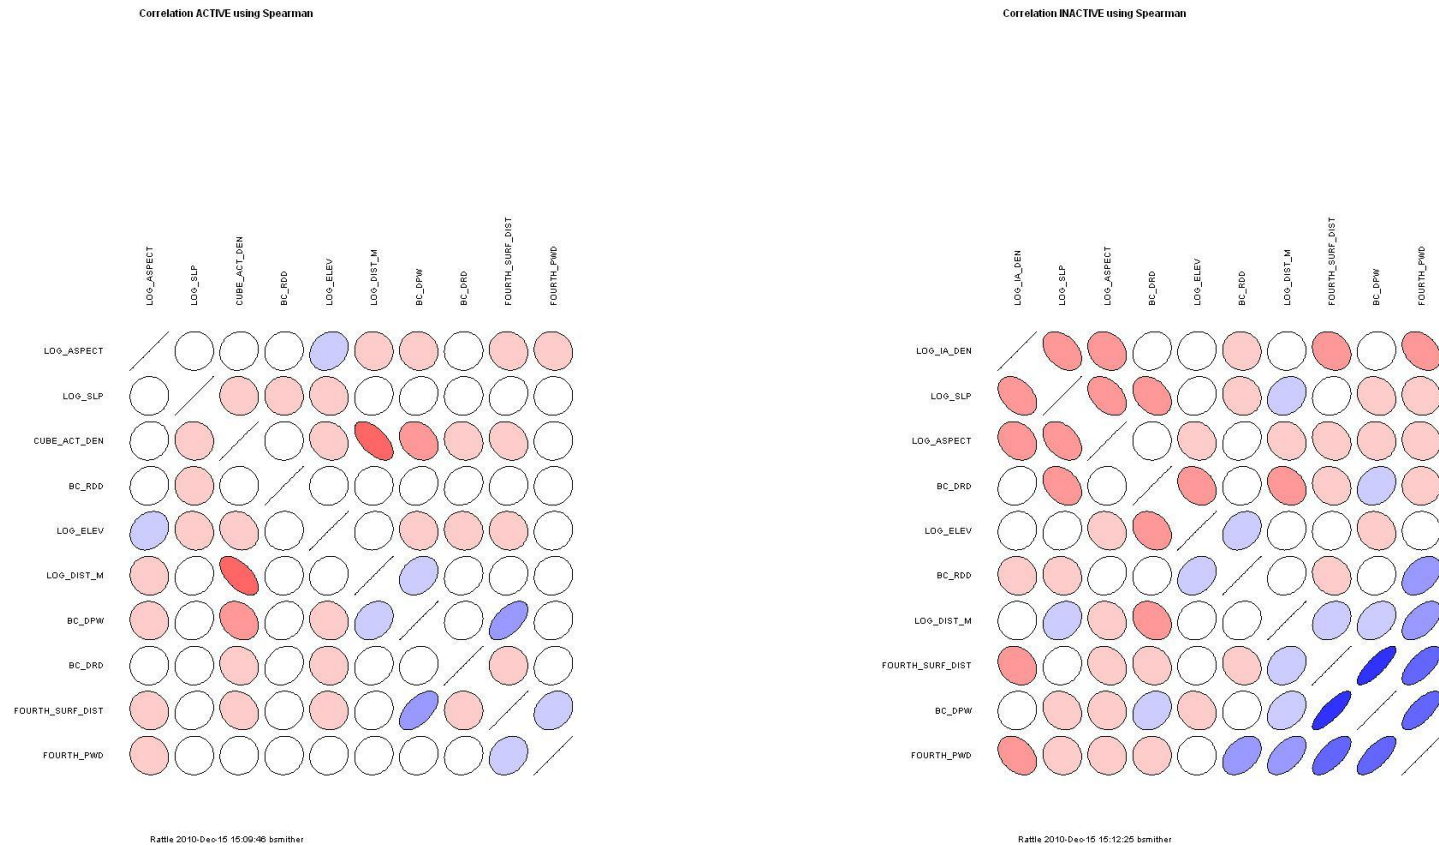 Correlation ACTIVE using Spearman
LOG_ASPECT
LOG_SLP
CUBE_ACT_DEN
BC_RDD
LOG_ELEV
LOG_DIST_M
BC_DPW
BC_DRD
FOURTH_SURF_DIST
FOURTH_PWD
LOG_ASPECT
LOG_SLP
CUBE_ACT_DEN
BC_RDD
LOG_ELEV
LOG_DIST_M
BC_DPW
BC_DRD
FOURTH_SURF_DIST
FOURTH_PWD
Rattle 2010-Dec-15 15:09:46 bsmither
Correlation INACTIVE using Spearman
LOG_IA_DEN
LOG_SLP
LOG_ASPECT
BC_DRD
LOG_ELEV
BC_RDD
LOG_DIST_M
FOURTH_SURF_DIST
BC_DPW
FOURTH_PWD
LOG_IA_DEN
LOG_SLP
LOG_ASPECT
BC_DRD
LOG_ELEV
BC_RDD
LOG_DIST_M
FOURTH_SURF_DIST
BC_DPW
FOURTH_PWD
Rattle 2010-Dec-15 15:12:25 bsmither